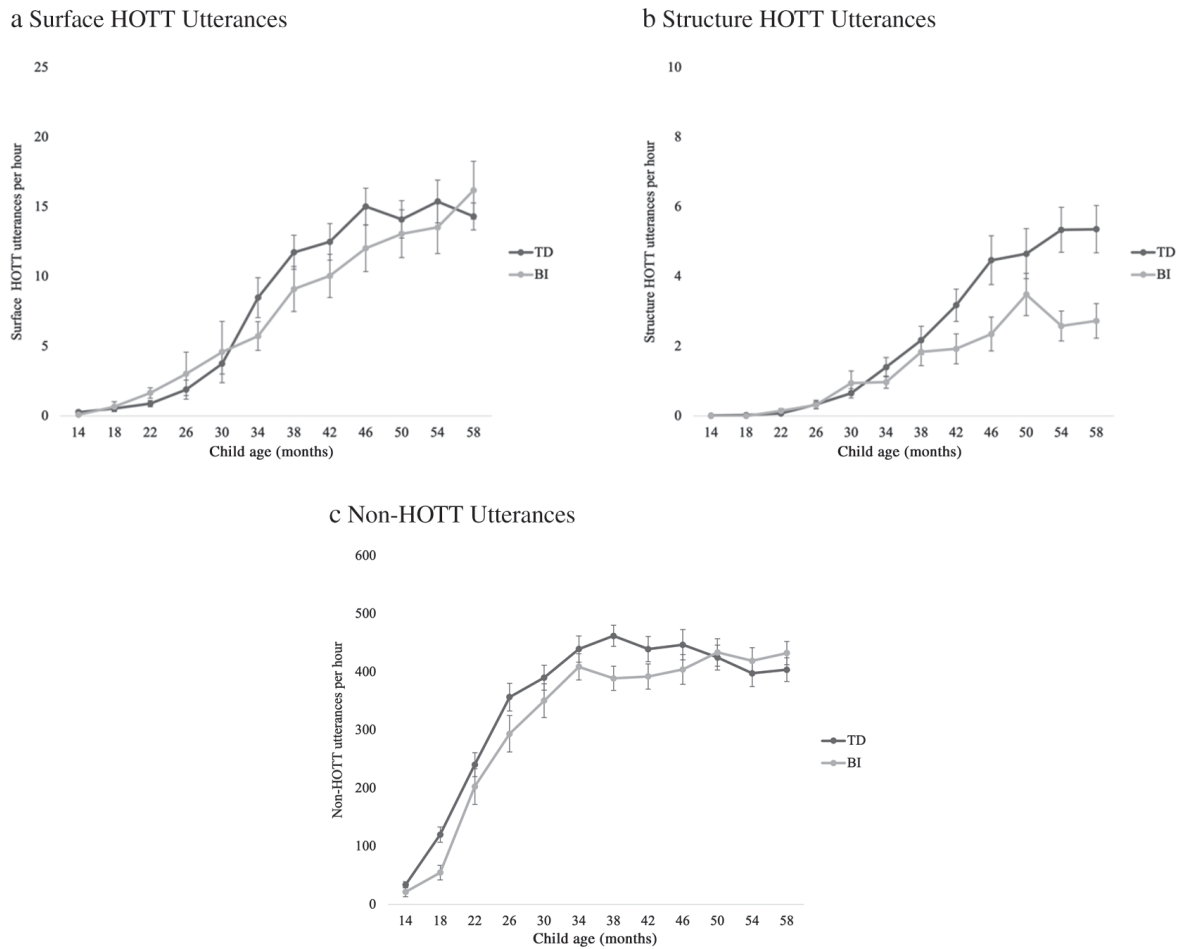 a Surface HOTT Utterances
25
20
15
10
5
0
Surface HOTT utterances per hour
14 18 22 26 30 34 38 42 46 50 54 58
Child age (months)
TD
BI
b Structure HOTT Utterances
10
8
6
4
2
0
Structure HOTT utterances per hour
14 18 22 26 30 34 38 42 46 50 54 58
Child age (months)
TD
BI
c Non-HOTT Utterances
600
500
400
300
200
100
0
Non-HOTT utterances per hour
14 18 22 26 30 34 38 42 46 50 54 58
Child age (months)
TD
BI